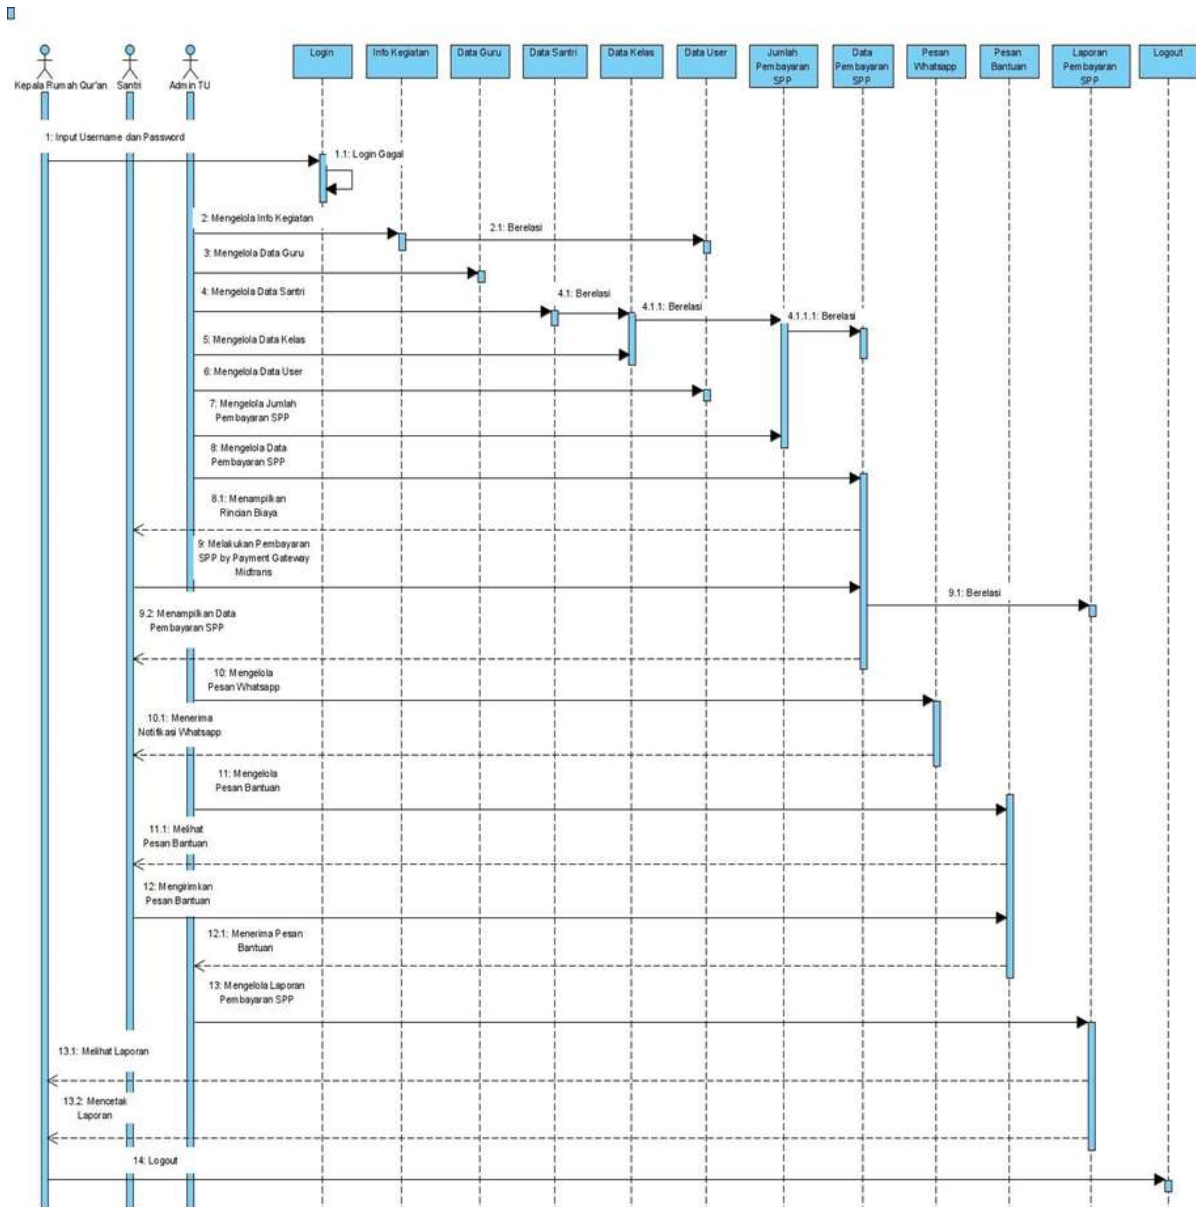 Kepala Rumah Qur'an
Santri
Admin TU
Login
Info Kegiatan
Data Guru
Data Santri
Data Kelas
Data User
Jumlah
Pembayaran
SPP
Data
Pembayaran
SPP
Pesan
Whatsapp
Pesan
Bantuan
Laporan
Pembayaran
SPP
Logout
1: Input Username dan Password
1.1: Login Gagal
2: Mengelola Info Kegiatan
2.1: Berelasi
3: Mengelola Data Guru
4: Mengelola Data Santri
4.1: Berelasi
4.1.1: Berelasi
4.1.1.1: Berelasi
5: Mengelola Data Kelas
6: Mengelola Data User
7: Mengelola Jumlah
Pembayaran SPP
8: Mengelola Data
Pembayaran SPP
8.1: Menampilkan
Rincian Biaya
9: Melakukan Pembayaran
SPP by Payment Gateway
Midtrans
9.1: Berelasi
9.2: Menampilkan Data
Pembayaran SPP
10: Mengelola
Pesan Whatsapp
10.1: Menerima
Notifikasi Whatsapp
11: Mengelola
Pesan Bantuan
11.1: Melihat
Pesan Bantuan
12: Mengirimkan
Pesan Bantuan
12.1: Menerima Pesan
Bantuan
13: Mengelola Laporan
Pembayaran SPP
13.1: Melihat Laporan
13.2: Mencetak
Laporan
14: Logout